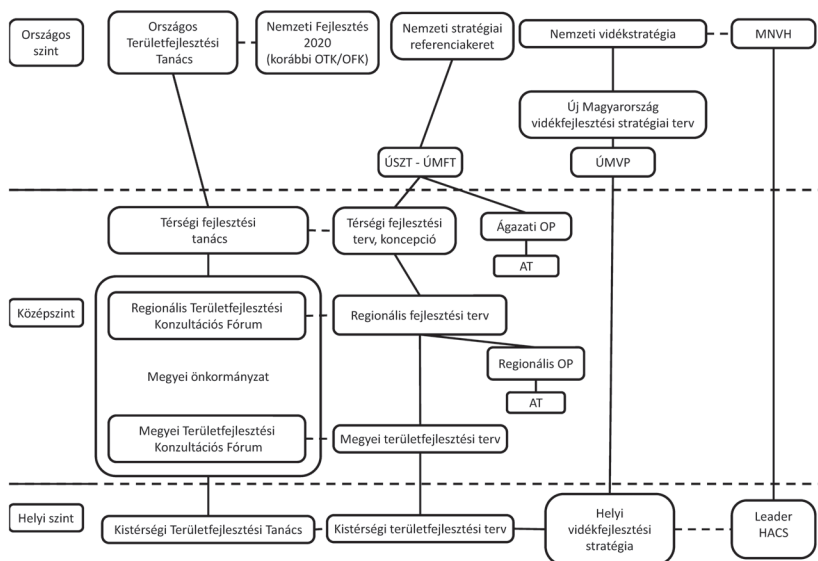 Országos
szint
Országos
Területfejlesztési
Tanács
Nemzeti Fejlesztés
2020
(korábbi OTK/OFK)
Nemzeti stratégiai
referenciakeret
Nemzeti vidékstratégia
MNVH
Új Magyarország
vidékfejlesztési stratégiai terv
ÚSZT - ÚMFT
ÚMVP
Térségi fejlesztési
tanács
Térségi fejlesztési
terv, koncepció
Ágazati OP
AT
Középszint
Regionális Területfejlesztési
Konzultációs Fórum
Regionális fejlesztési terv
Regionális OP
AT
Megyei önkormányzat
Megyei Területfejlesztési
Konzultációs Fórum
Megyei területfejlesztési terv
Helyi szint
Kistérségi Területfejlesztési Tanács
Kistérségi területfejlesztési terv
Helyi
vidékfejlesztési
stratégia
Leader
HACS